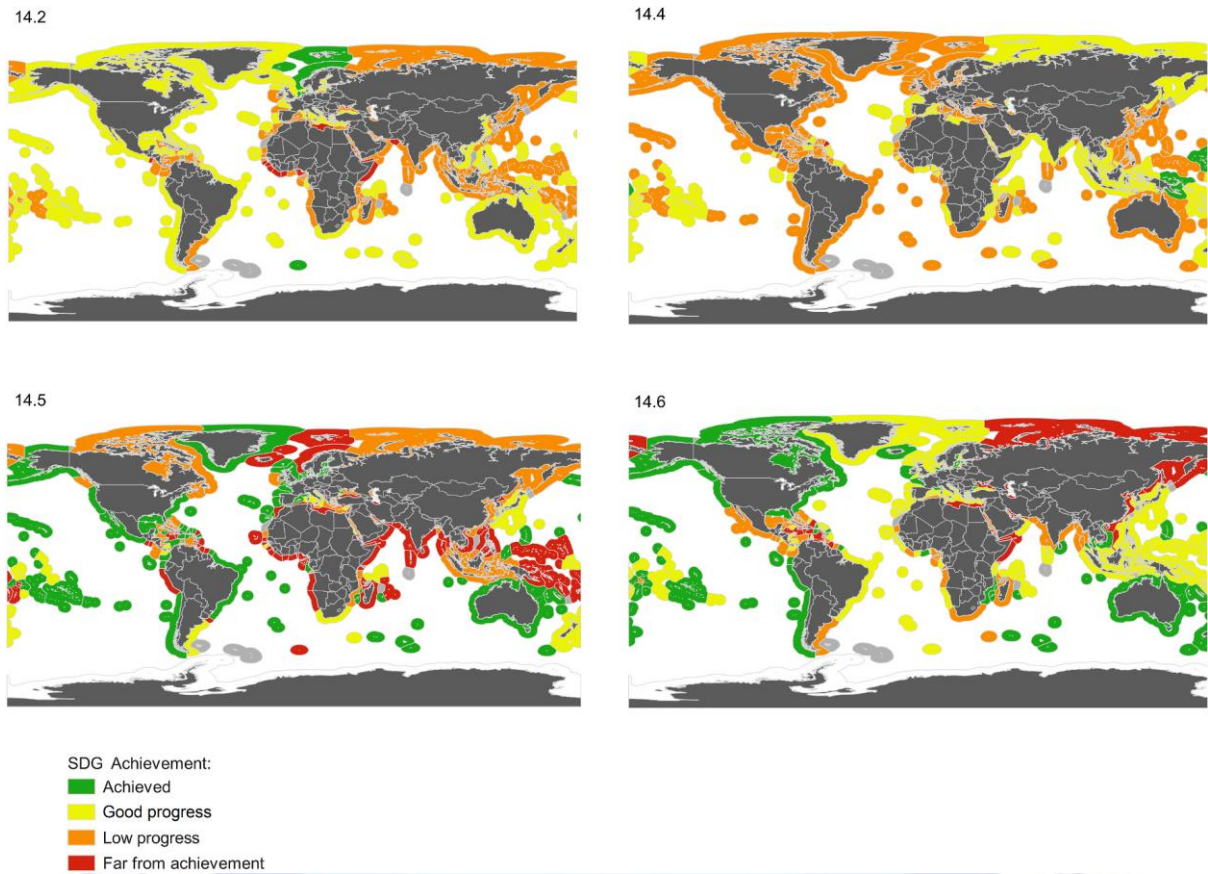 14.2
14.4
14.5
14.6
SDG Achievement:
Achieved
Good progress
Low progress
Far from achievement